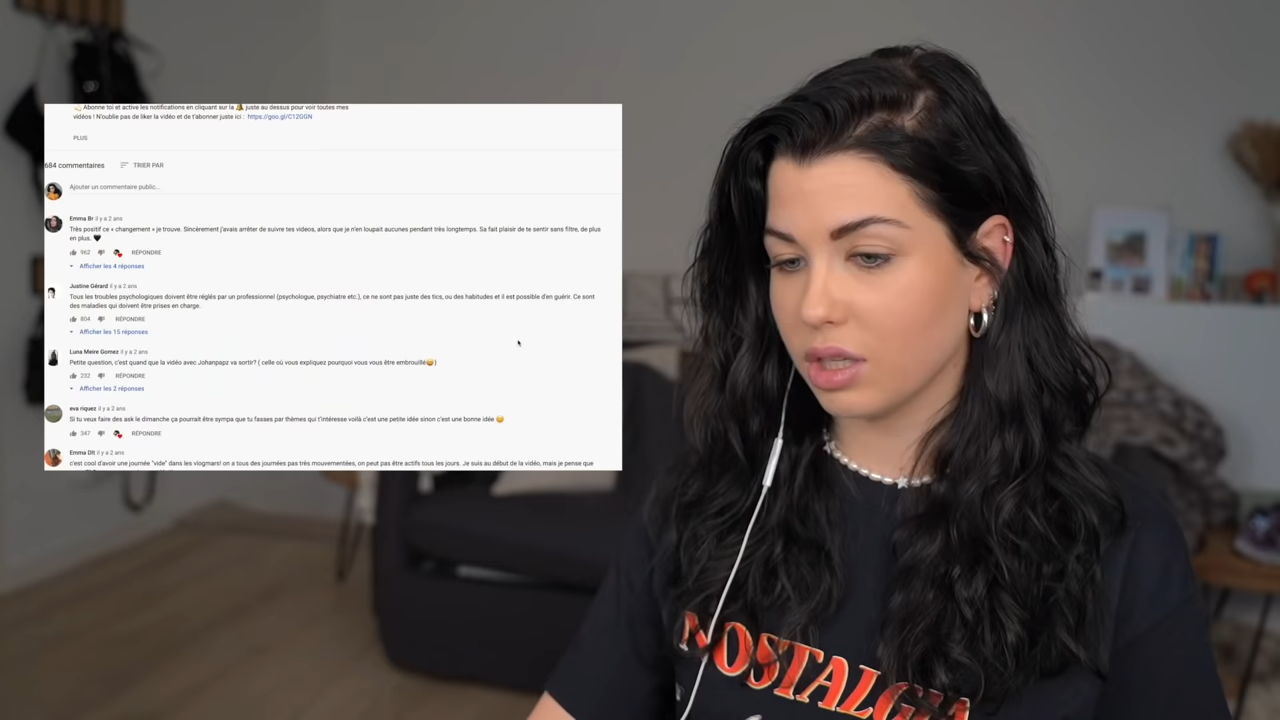 Abonne toi et active les notifications en cliquant sur la 🔔 juste au dessus pour voir toutes mes
vidéos ! N'oublie pas de liker la vidéo et de t'abonner juste ici : https://goo.gl/C12GGN
PLUS
684 commentaires TRIER PAR
Ajouter un commentaire public...
Emma Br il y a 2 ans
Très positif ce « changement » je trouve. Sincèrement j'avais arrêter de suivre tes videos, alors que je n'en loupait aucunes pendant très longtemps. Sa fait plaisir de te sentir sans filtre, de plus
en plus. 🖤
962 RÉPONDRE
Afficher les 4 réponses
Justine Gérard il y a 2 ans
Tous les troubles psychologiques doivent être réglés par un professionnel (psychologue, psychiatre etc.), ce ne sont pas juste des tics, ou des habitudes et il est possible d'en guérir. Ce sont
des maladies qui doivent être prises en charge.
804 RÉPONDRE
Afficher les 15 réponses
Luna Meire Gomez il y a 2 ans
Petite question, c'est quand que la vidéo avec Johanpapz va sortir? ( celle où vous expliquez pourquoi vous vous être embrouillé😅)
232 RÉPONDRE
Afficher les 2 réponses
eva riquez il y a 2 ans
Si tu veux faire des ask le dimanche ça pourrait être sympa que tu fasses par thèmes qui t'intéresse voilà c'est une petite idée sinon c'est une bonne idée 😊
347 RÉPONDRE
Emma Dlt il y a 2 ans
c'est cool d'avoir une journée "vide" dans les vlogmars! on a tous des journées pas très mouvementées, on peut pas être actifs tous les jours. Je suis au début de la vidéo, mais je pense que
NOSTALGIA